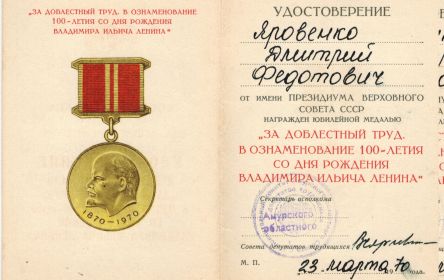 „ЗА ДОБЛЕСТНЫЙ ТРУД. В ОЗНАМЕНОВАНИЕ
100-ЛЕТИЯ СО ДНЯ РОЖДЕНИЯ
ВЛАДИМИРА ИЛЬИЧА ЛЕНИНА“
1870-1970
УДОСТОВЕРЕНИЕ
Яровенко
Дмитрий
Федотович
ОТ ИМЕНИ ПРЕЗИДИУМА ВЕРХОВНОГО
СОВЕТА СССР
НАГРАЖДЕН ЮБИЛЕЙНОЙ МЕДАЛЬЮ
„ЗА ДОБЛЕСТНЫЙ ТРУД.
В ОЗНАМЕНОВАНИЕ 100-ЛЕТИЯ
СО ДНЯ РОЖДЕНИЯ
ВЛАДИМИРА ИЛЬИЧА ЛЕНИНА“
Секретарь исполкома
Амурского
областного
Совета депутатов трудящихся
М. П.
23 марта 70 года.